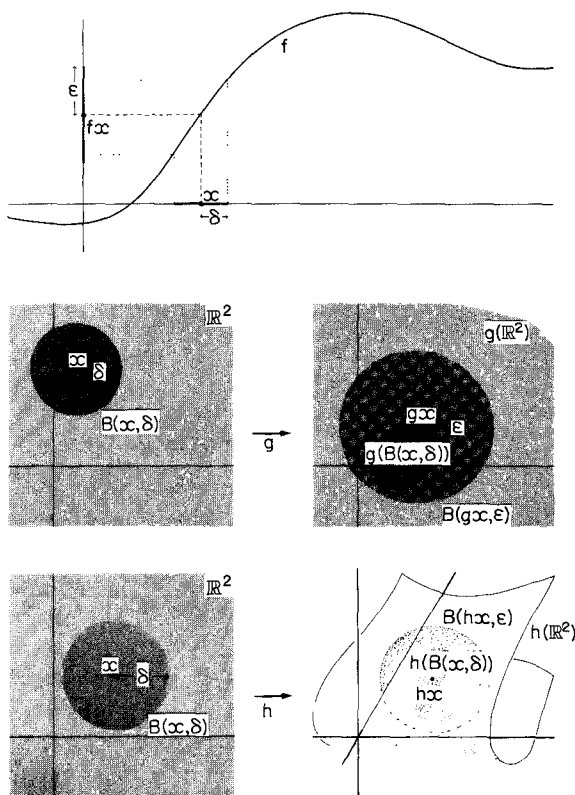 f
ε
fx
x
δ
ℝ²
x
δ
B(x,δ)
g
g(ℝ²)
gx
ε
g(B(x,δ))
B(gx,ε)
ℝ²
x
δ
B(x,δ)
h
B(hx,ε)
h(ℝ²)
h(B(x,δ))
hx